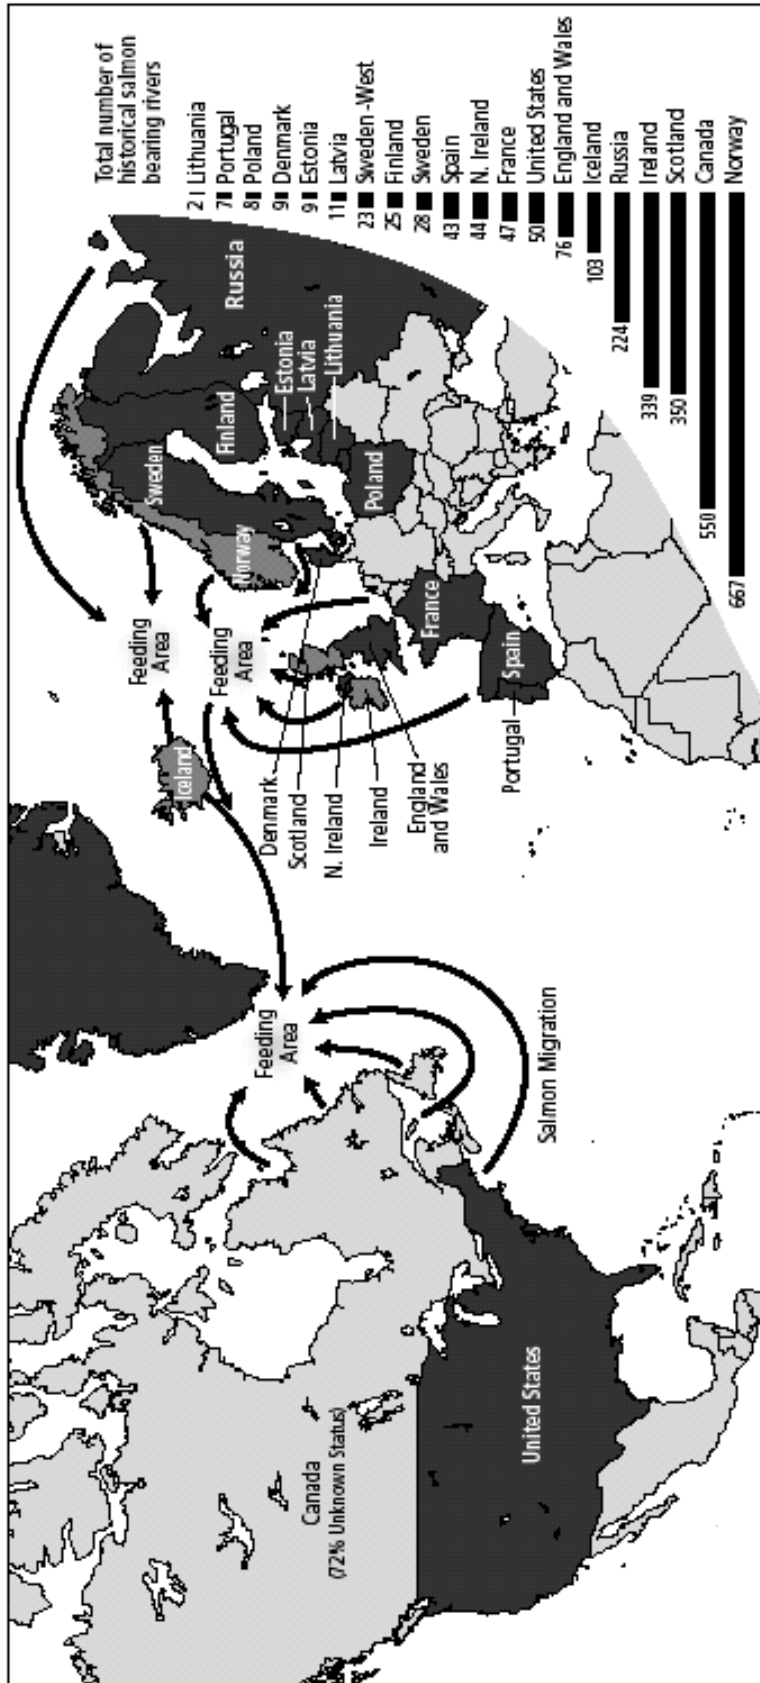 Total number of
historical salmon
bearing rivers
2 Lithuania
7 Portugal
8 Poland
9 Denmark
9 Estonia
11 Latvia
23 Sweden-West
25 Finland
28 Sweden
43 Spain
44 N. Ireland
47 France
50 United States
76 England and Wales
103 Iceland
224 Russia
339 Ireland
350 Scotland
550 Canada
667 Norway
Russia
Estonia
Latvia
Lithuania
Finland
Sweden
Norway
Poland
Feeding
Area
Feeding
Area
France
Spain
Portugal
Iceland
Denmark
Scotland
N. Ireland
Ireland
England
and Wales
Feeding
Area
Salmon Migration
Canada
(72% Unknown Status)
United States